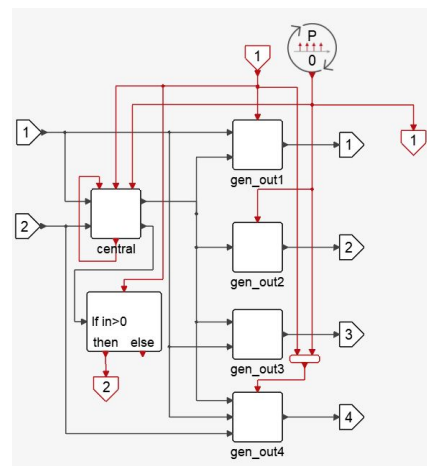 P
0
1
1
1
gen_out1
1
2
central
gen_out2
2
If in>0
then else
gen_out3
3
2
gen_out4
4